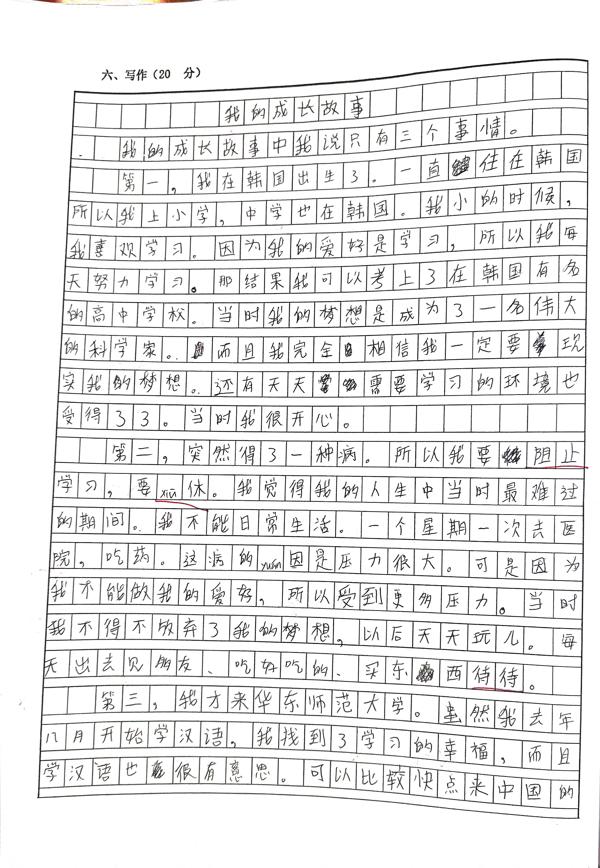 六、写作（20 分）
我的成长故事
我的成长故事中我说只有三个事情。
第一，我在韩国出生了。一直住在韩国
所以我上小学，中学也在韩国。我小的时候，
我喜欢学习。因为我的爱好是学习，所以我每
天努力学习。那结果我可以考上了在韩国有名
的高中学校。当时我的梦想是成为了一名伟大
的科学家。而且我完全相信我一定要现
实我的梦想。还有天天需要学习的环境也
受得了了。当时我很开心。
第二，突然得了一种病。所以我要阻止
学习，要xiū休。我觉得我的人生中当时最难过
的期间。我不能日常生活。一个星期一次去医
院，吃药。这病的yuán因是压力很大。可是因为
我不能做我的爱好，所以受到更多压力。当时
我不得不放弃了我的梦想，以后天天玩儿。每
天出去见朋友、吃好吃的、买东西待待。
第三，我才来华东师范大学。虽然我去年
八月开始学汉语，我找到了学习的幸福，而且
学汉语也很有意思。可以比较快点来中国的